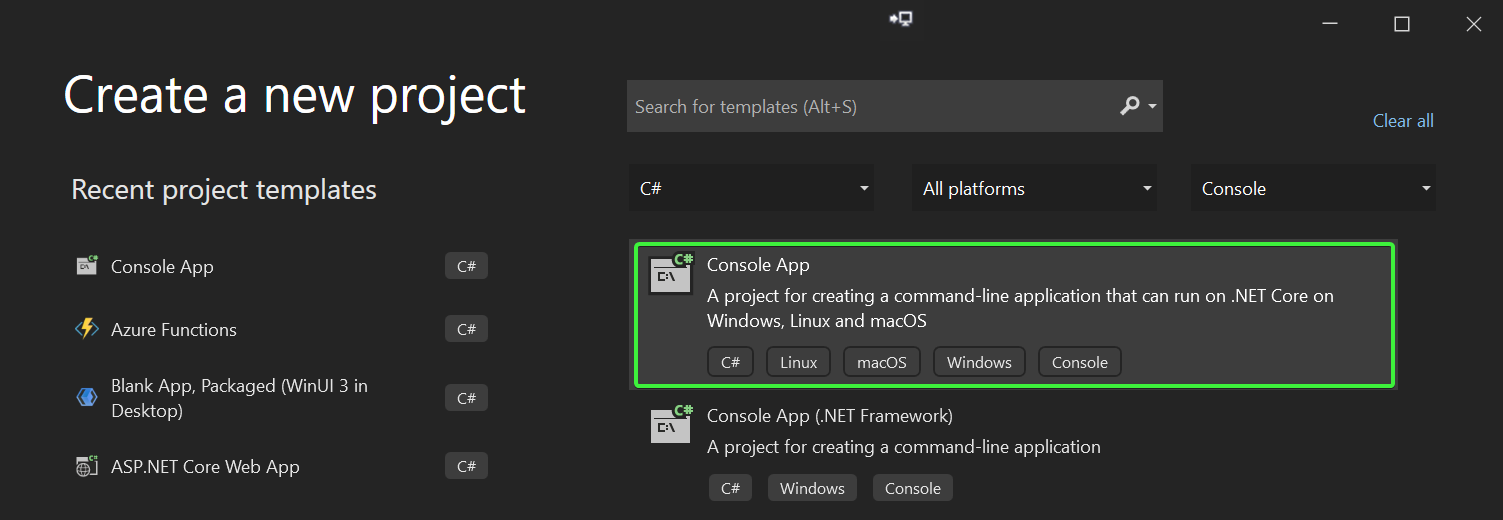 Create a new project
Search for templates (Alt+S)
Clear all
Recent project templates
C#
All platforms
Console
Console App
C#
Azure Functions
C#
Blank App, Packaged (WinUI 3 in
Desktop)
C#
ASP.NET Core Web App
C#
C#
C:\
Console App
A project for creating a command-line application that can run on .NET Core on
Windows, Linux and macOS
C#
Linux
macOS
Windows
Console
C#
C:\
Console App (.NET Framework)
A project for creating a command-line application
C#
Windows
Console